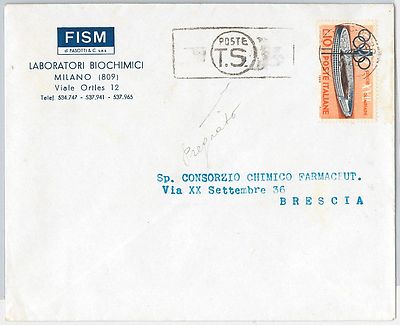 FISM
di PASOTTI & C. s.a.s.
LABORATORI BIOCHIMICI
MILANO (809)
Viale Ortles 12
Telef. 534.747 - 537.941 - 537.965
POSTE
T.S.
POSTE ITALIANE
Sp. CONSORZIO CHIMICO FARMACEUT.
Via XX Settembre 36
BRESCIA